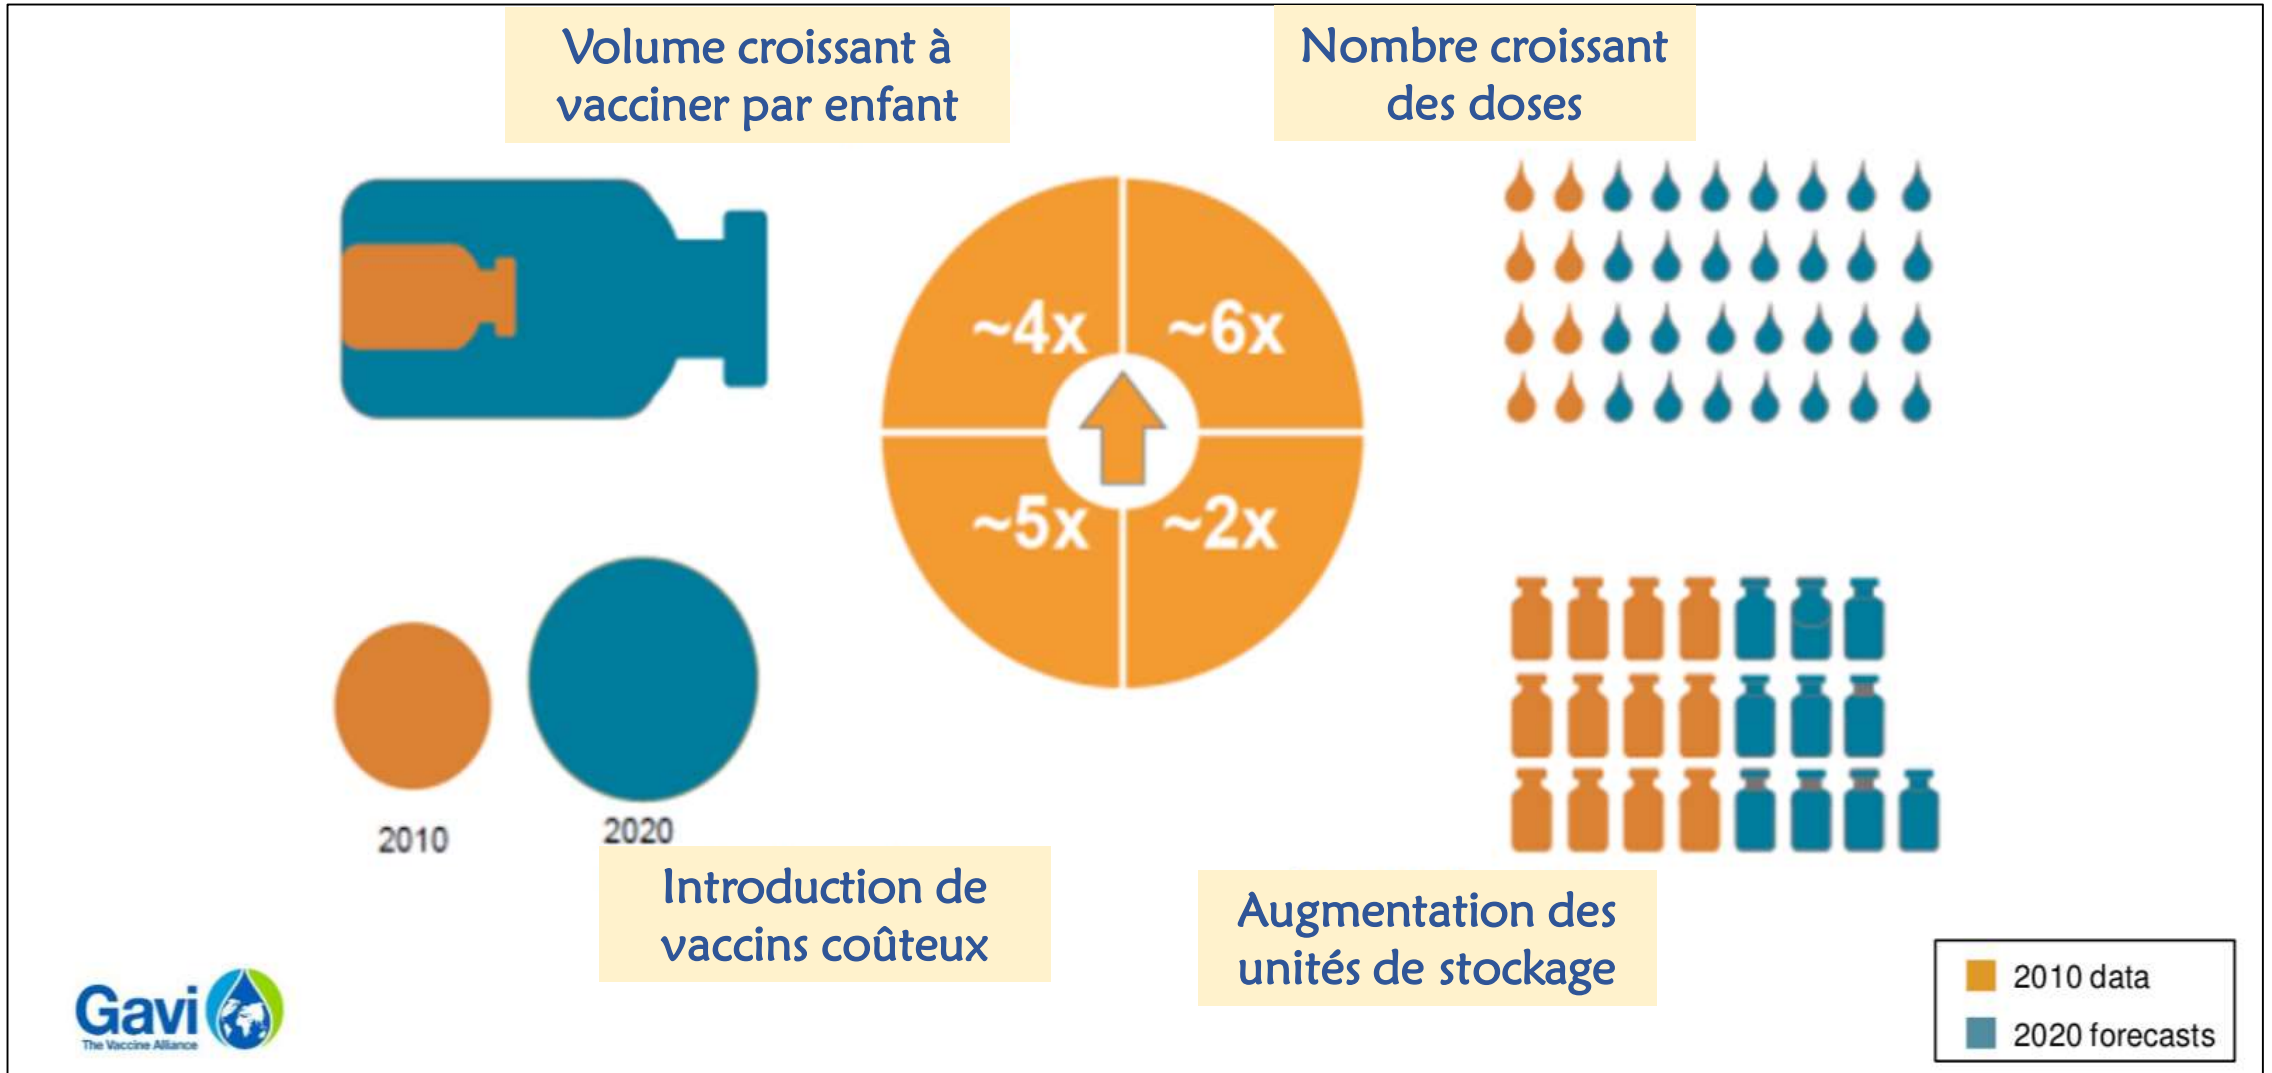 Volume croissant à
vacciner par enfant
Nombre croissant
des doses
~4x
~6x
~5x
~2x
2010
2020
Introduction de
vaccins coûteux
Augmentation des
unités de stockage
Gavi
The Vaccine Alliance
2010 data
2020 forecasts